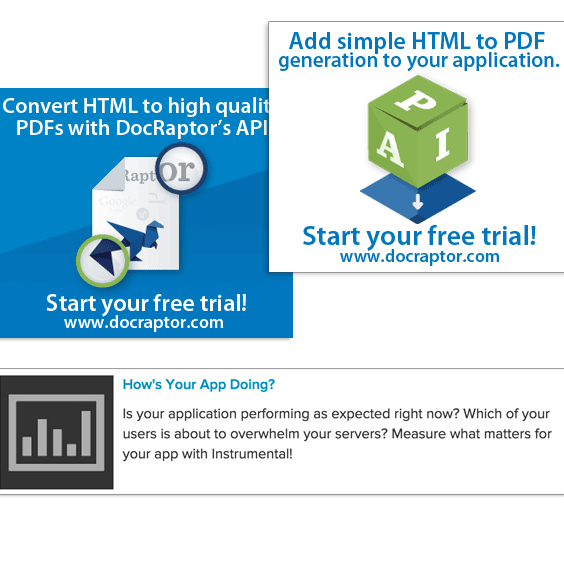 Add simple HTML to PDF
generation to your application.
P
A I
Start your free trial!
www.docraptor.com
Convert HTML to high qualit
PDFs with DocRaptor's API
Rapt or
Google
Start your free trial!
www.docraptor.com
How's Your App Doing?
Is your application performing as expected right now? Which of your
users is about to overwhelm your servers? Measure what matters for
your app with Instrumental!